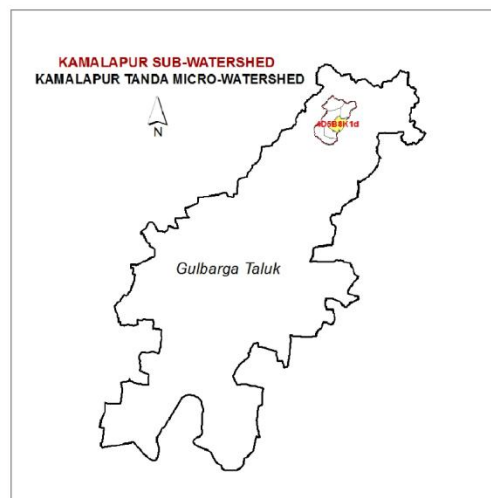 KAMALAPUR SUB-WATERSHED
KAMALAPUR TANDA MICRO-WATERSHED
N
4D5B8K1d
Gulbarga Taluk